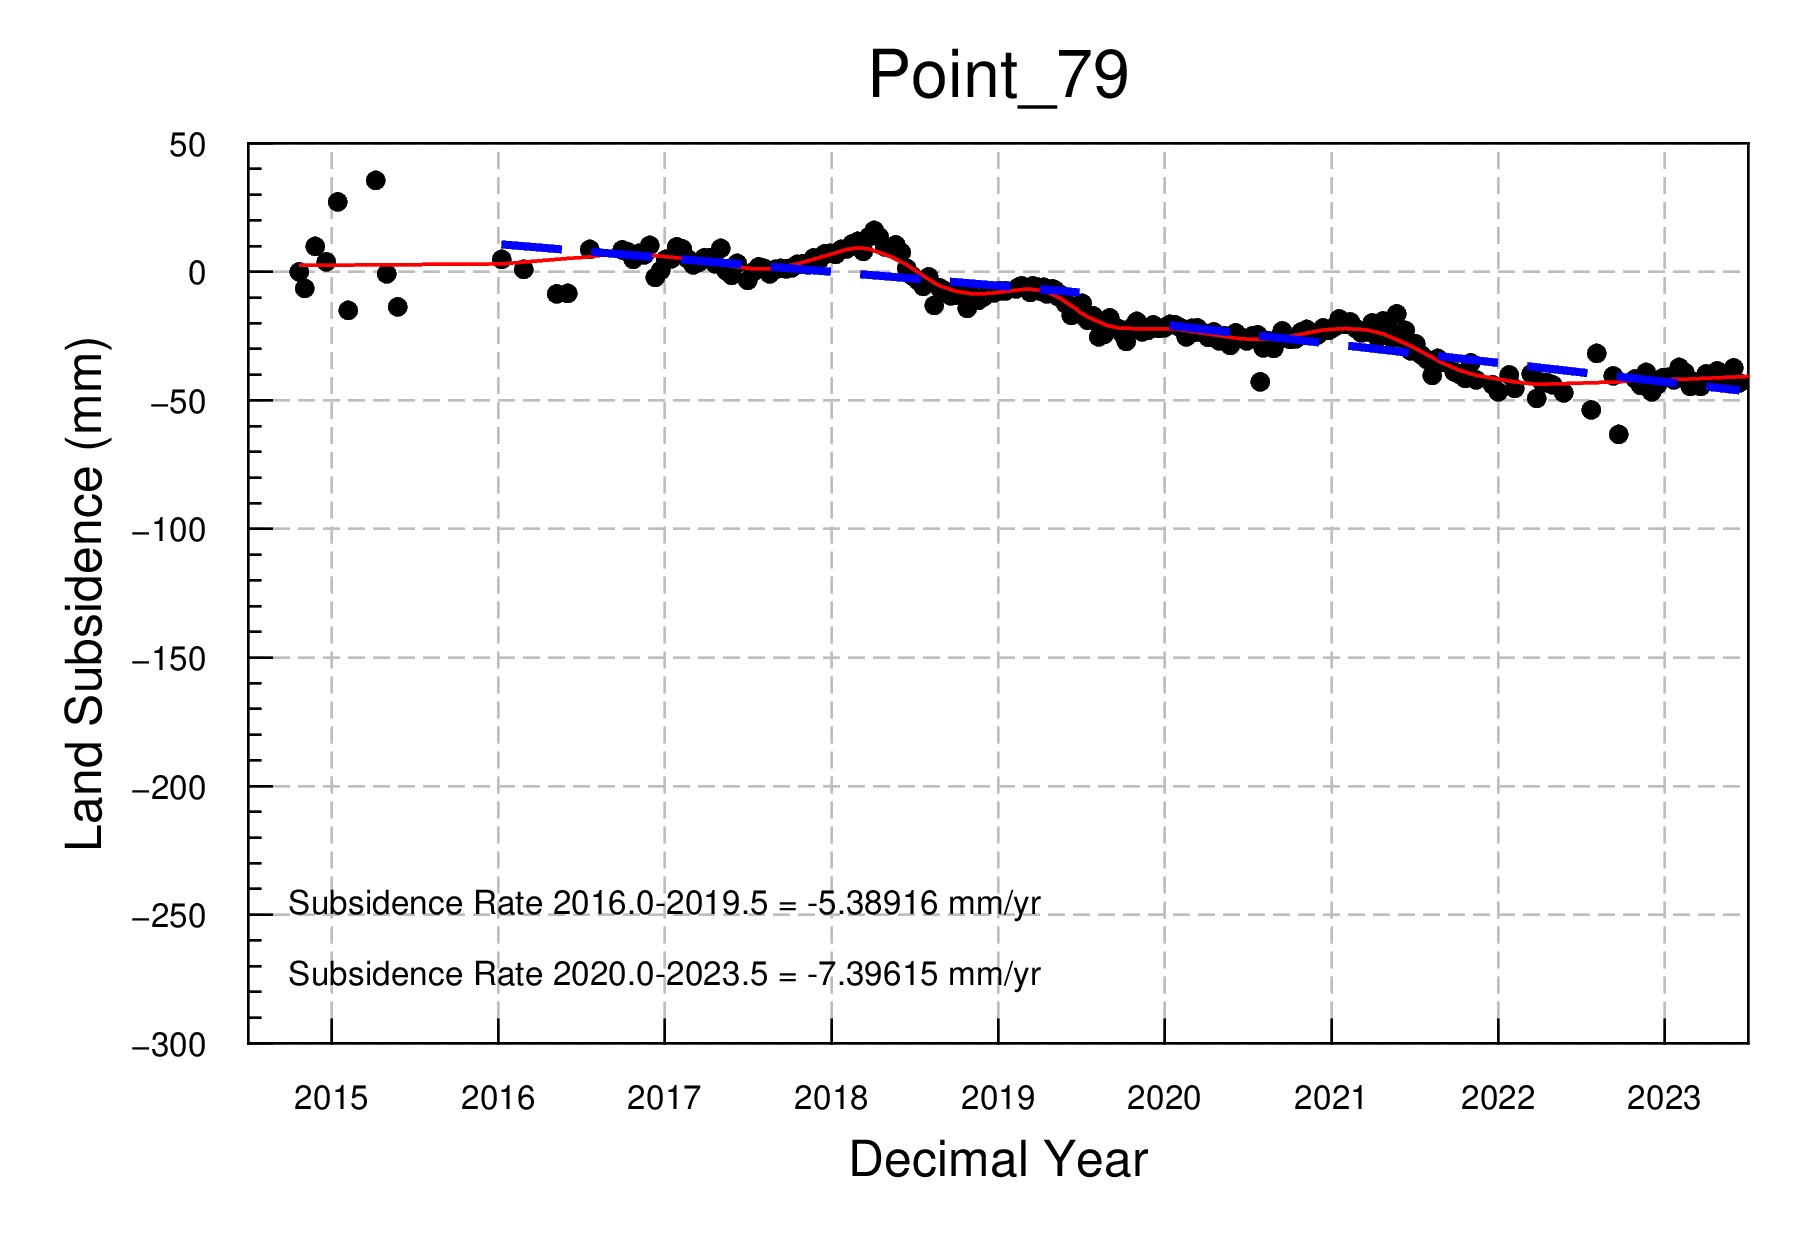 Point_79
50
0
−50
−100
−150
−200
−250
−300
Land Subsidence (mm)
Subsidence Rate 2016.0-2019.5 = -5.38916 mm/yr
Subsidence Rate 2020.0-2023.5 = -7.39615 mm/yr
2015 2016 2017 2018 2019 2020 2021 2022 2023
Decimal Year